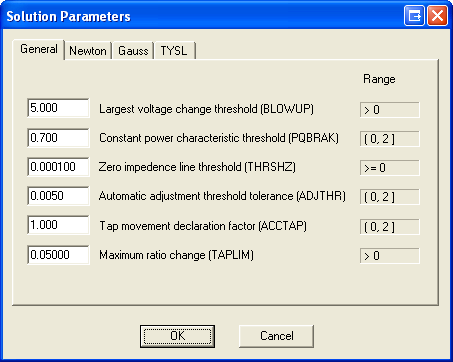 Solution Parameters
General Newton Gauss TYSL
Range
5.000 Largest voltage change threshold (BLOWUP) > 0
0.700 Constant power characteristic threshold (PQBRAK) ( 0, 2 ]
0.000100 Zero impedence line threshold (THRSHZ) >= 0
0.0050 Automatic adjustment threshold tolerance (ADJTHR) ( 0, 2 ]
1.000 Tap movement declaration factor (ACCTAP) ( 0, 2 ]
0.05000 Maximum ratio change (TAPLIM) > 0
OK Cancel